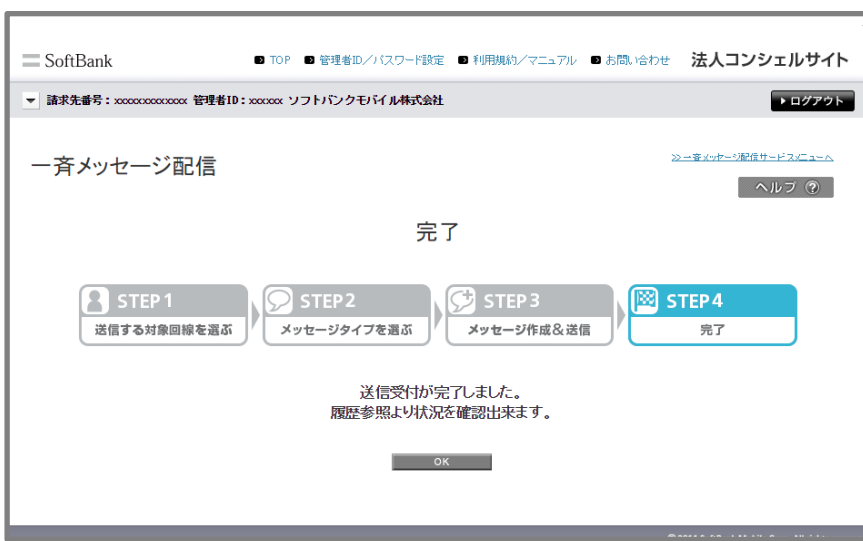 SoftBank TOP 管理者ID／パスワード設定 利用規約／マニュアル お問い合わせ 法人コンシェルサイト
請求先番号：xxxxxxxxxxxx 管理者ID：xxxxxx ソフトバンクモバイル株式会社 ログアウト
>>一斉メッセージ配信サービスメニューへ
一斉メッセージ配信
ヘルプ ?
完了
STEP1 STEP2 STEP3 STEP4
送信する対象回線を選ぶ メッセージタイプを選ぶ メッセージ作成＆送信 完了
送信受付が完了しました。
履歴参照より状況を確認出来ます。
OK